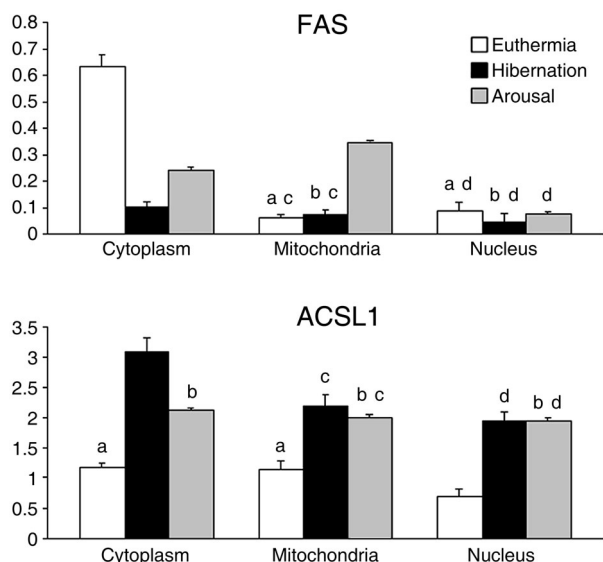 FAS
0.8
0.7
0.6
0.5
0.4
0.3
0.2
0.1
0
Euthermia
Hibernation
Arousal
a c b c
a d b d d
Cytoplasm Mitochondria Nucleus
ACSL1
3.5
3
2.5
2
1.5
1
0.5
0
a b
a c b c
d b d
Cytoplasm Mitochondria Nucleus